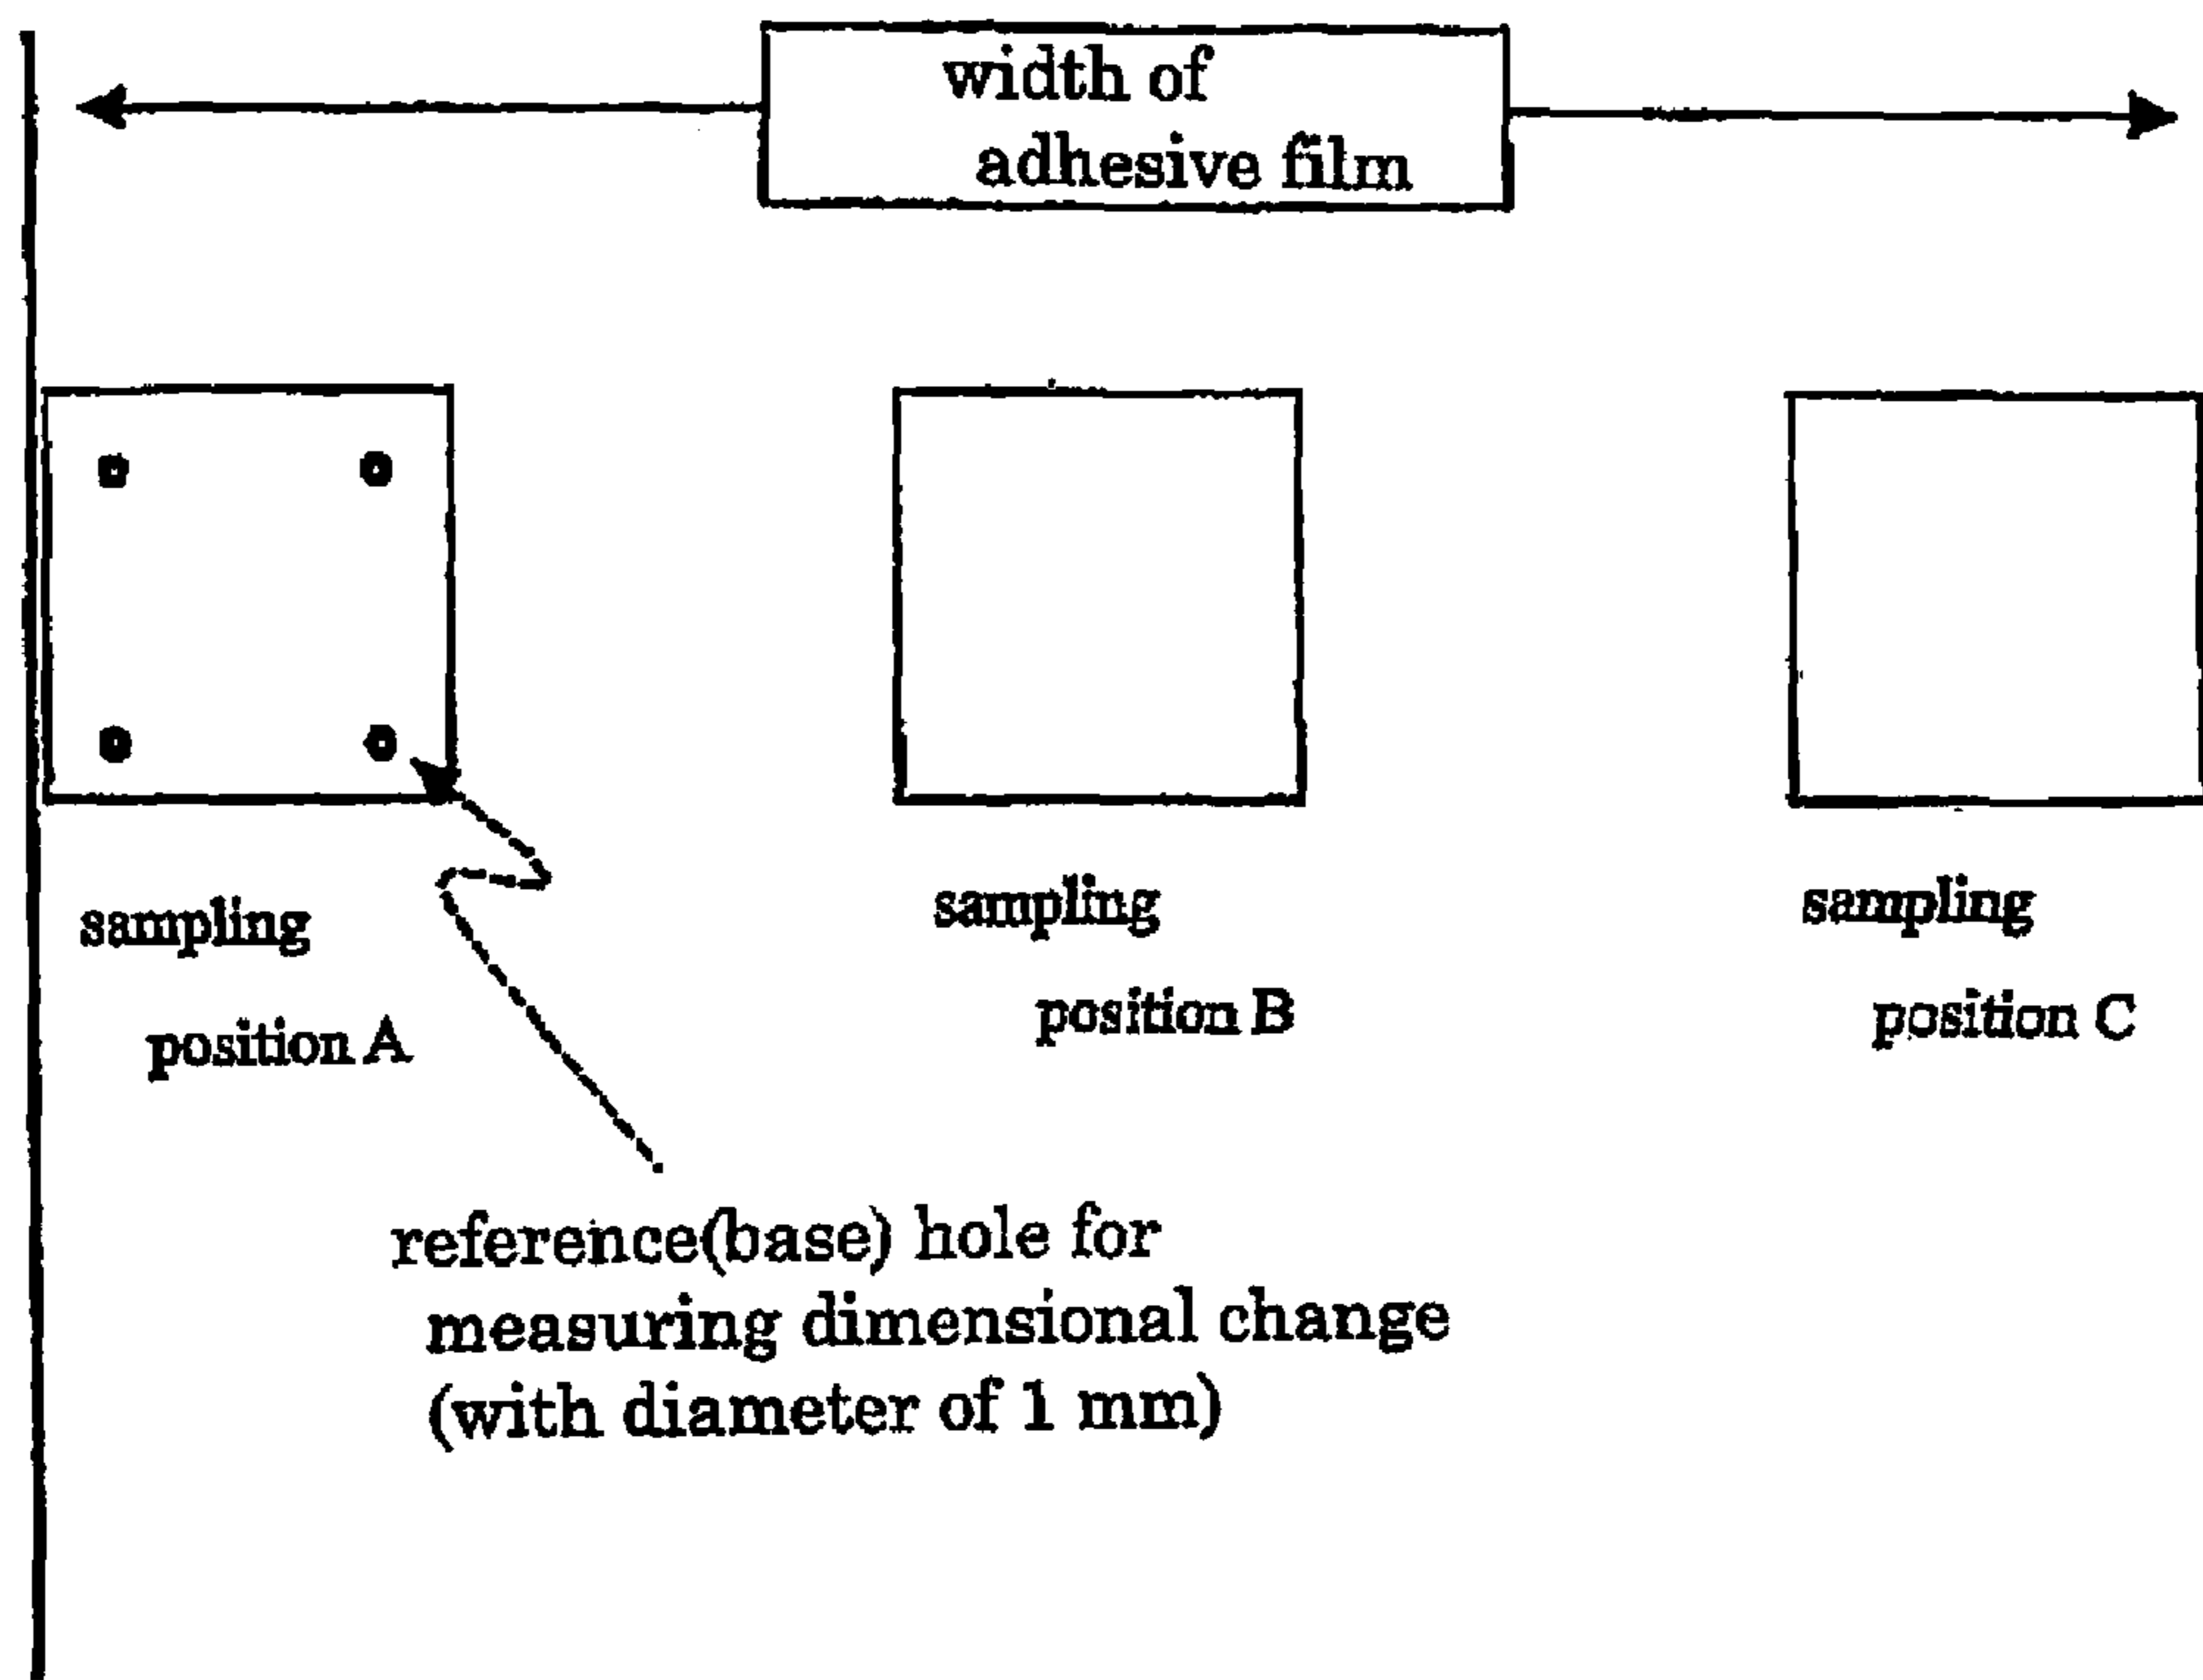 width of
adhesive film
sampling
position A
sampling
position B
sampling
position C
reference(base) hole for
measuring dimensional change
(with diameter of 1 mm)